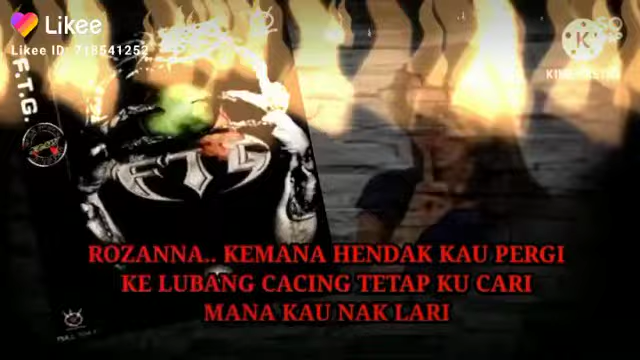 Likee
Likee ID: 718541252
F.T.G.
FTG
ROZANNA.. KEMANA HENDAK KAU PERGI
KE LUBANG CACING TETAP KU CARI
MANA KAU NAK LARI